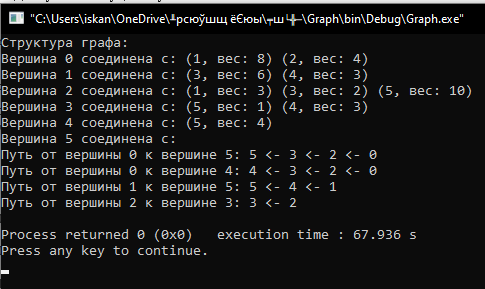 "C:\Users\iskan\OneDrive\╨рсюўшщ ёЄюы\╤ш└╬–\Graph\bin\Debug\Graph.exe"
Структура графа:
Вершина 0 соединена с: (1, вес: 8) (2, вес: 4)
Вершина 1 соединена с: (3, вес: 6) (4, вес: 3)
Вершина 2 соединена с: (1, вес: 3) (3, вес: 2) (5, вес: 10)
Вершина 3 соединена с: (5, вес: 1) (4, вес: 3)
Вершина 4 соединена с: (5, вес: 4)
Вершина 5 соединена с:
Путь от вершины 0 к вершине 5: 5 <- 3 <- 2 <- 0
Путь от вершины 0 к вершине 4: 4 <- 3 <- 2 <- 0
Путь от вершины 1 к вершине 5: 5 <- 4 <- 1
Путь от вершины 2 к вершине 3: 3 <- 2
Process returned 0 (0x0)   execution time : 67.936 s
Press any key to continue.